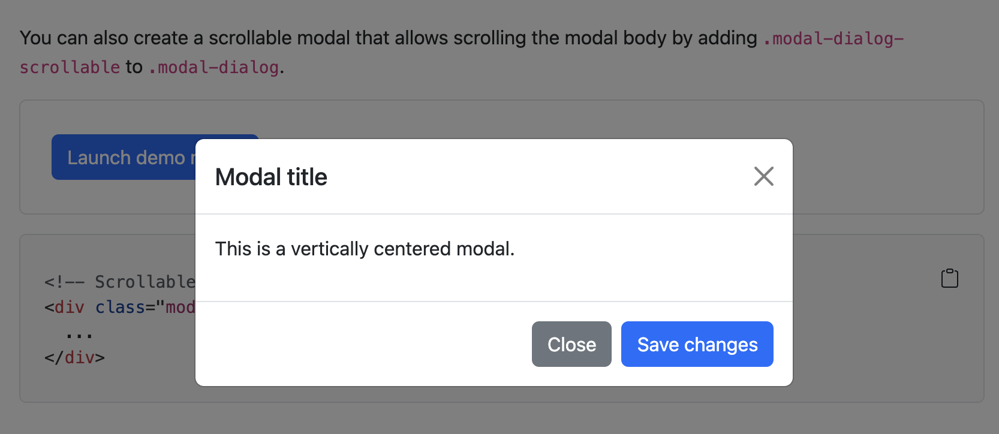 You can also create a scrollable modal that allows scrolling the modal body by adding .modal-dialog-
scrollable to .modal-dialog.
Launch demo
Modal title
This is a vertically centered modal.
<!-- Scrollable
<div class="mod
...
</div>
Close Save changes